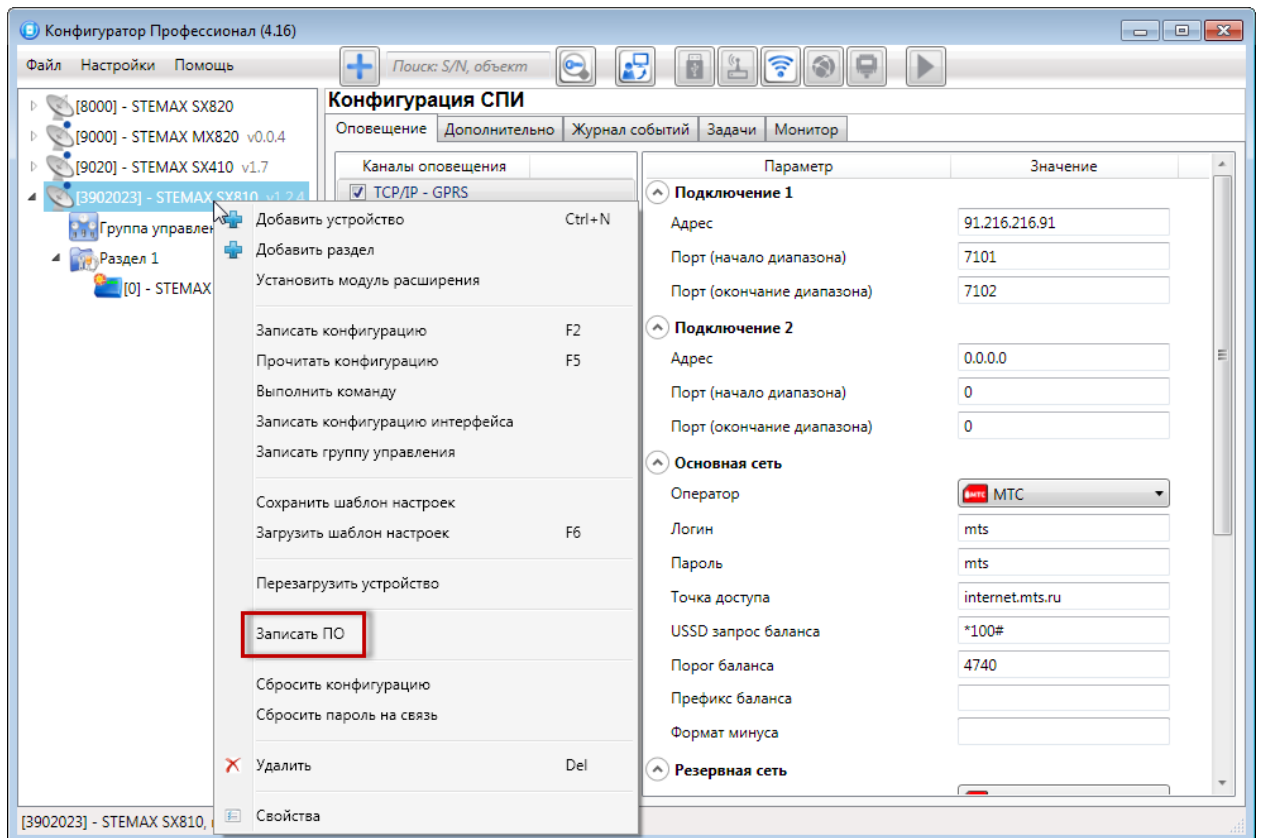 Конфигуратор Профессионал (4.16)
Файл Настройки Помощь
Поиск: S/N, объект
[8000] - STEMAX SX820
[9000] - STEMAX MX820 v0.0.4
[9020] - STEMAX SX410 v1.7
[3902023] - STEMAX SX810 v1.2.4
Группа управлен
Раздел 1
[0] - STEMAX
Конфигурация СПИ
Оповещение Дополнительно Журнал событий Задачи Монитор
Каналы оповещения
TCP/IP - GPRS
Добавить устройство Ctrl+N
Добавить раздел
Установить модуль расширения
Записать конфигурацию F2
Прочитать конфигурацию F5
Выполнить команду
Записать конфигурацию интерфейса
Записать группу управления
Сохранить шаблон настроек
Загрузить шаблон настроек F6
Перезагрузить устройство
Записать ПО
Сбросить конфигурацию
Сбросить пароль на связь
Удалить Del
Свойства
Параметр Значение
Подключение 1
Адрес 91.216.216.91
Порт (начало диапазона) 7101
Порт (окончание диапазона) 7102
Подключение 2
Адрес 0.0.0.0
Порт (начало диапазона) 0
Порт (окончание диапазона) 0
Основная сеть
Оператор МТС
Логин mts
Пароль mts
Точка доступа internet.mts.ru
USSD запрос баланса *100#
Порог баланса 4740
Префикс баланса
Формат минуса
Резервная сеть
[3902023] - STEMAX SX810,